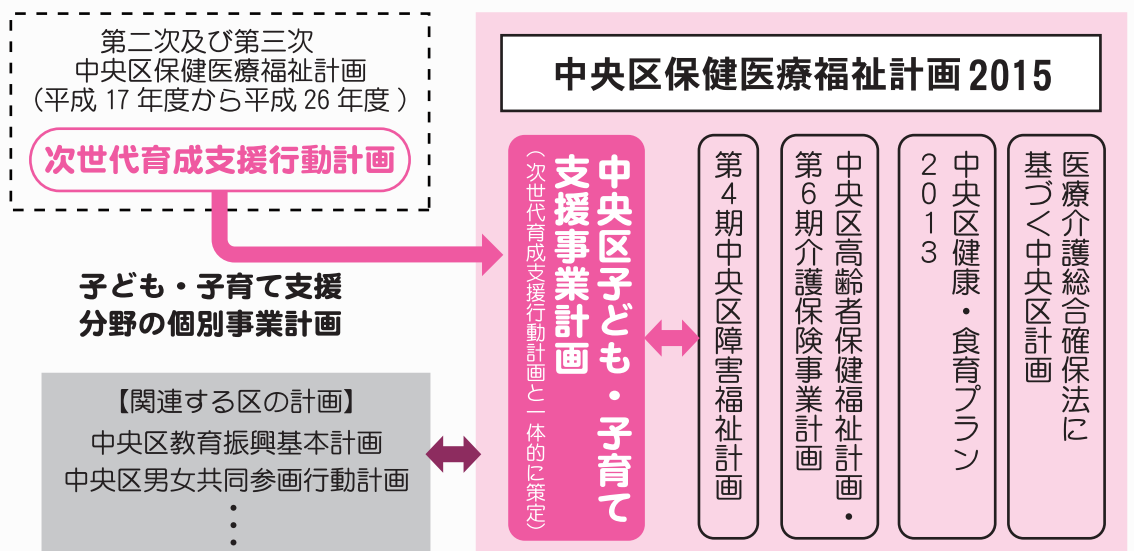 第二次及び第三次
中央区保健医療福祉計画
(平成 17 年度から平成 26 年度 )
次世代育成支援行動計画
子ども・子育て支援
分野の個別事業計画
【関連する区の計画】
中央区教育振興基本計画
中央区男女共同参画行動計画
・
・
・
中央区保健医療福祉計画 2015
中央区子ども・子育て
支援事業計画
(次世代育成支援行動計画と一体的に策定)
第4期中央区障害福祉計画
中央区高齢者保健福祉計画・
第6期介護保険事業計画
中央区健康・食育プラン
2013
医療介護総合確保法に
基づく中央区計画